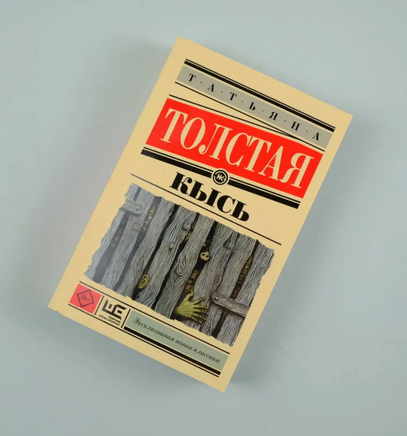 Т·А·Т·Ь·Я·Н·А
ТОЛСТАЯ
КЫСЬ
Эксклюзивная новая классика